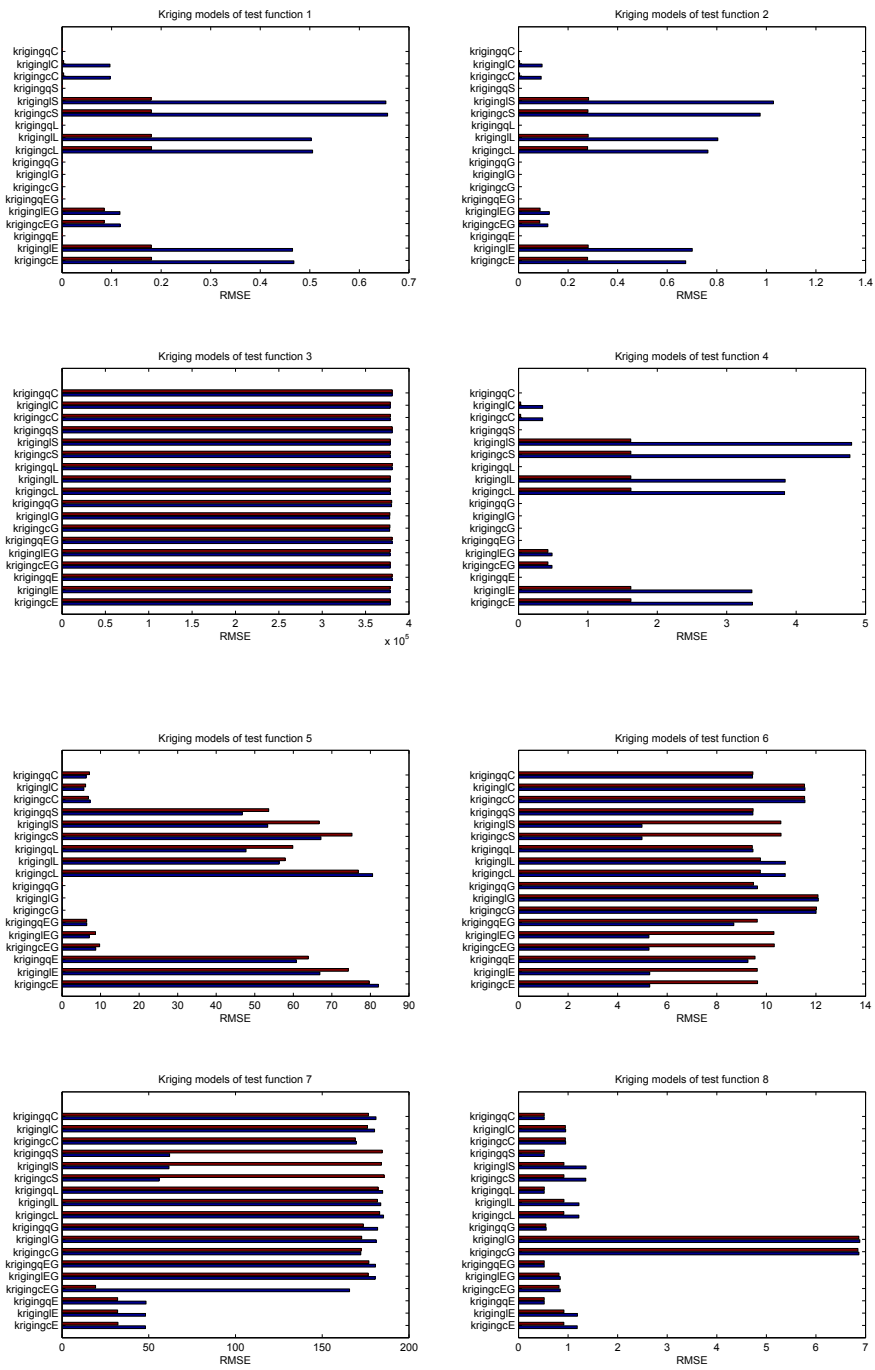 Kriging models of test function 1
krigingqC
kriginglC
krigingcC
krigingqS
kriginglS
krigingcS
krigingqL
kriginglL
krigingcL
krigingqG
kriginglG
krigingcG
krigingqEG
kriginglEG
krigingcEG
krigingqE
kriginglE
krigingcE
0 0.1 0.2 0.3 0.4 0.5 0.6 0.7
RMSE
Kriging models of test function 2
krigingqC
kriginglC
krigingcC
krigingqS
kriginglS
krigingcS
krigingqL
kriginglL
krigingcL
krigingqG
kriginglG
krigingcG
krigingqEG
kriginglEG
krigingcEG
krigingqE
kriginglE
krigingcE
0 0.2 0.4 0.6 0.8 1 1.2 1.4
RMSE
Kriging models of test function 3
krigingqC
kriginglC
krigingcC
krigingqS
kriginglS
krigingcS
krigingqL
kriginglL
krigingcL
krigingqG
kriginglG
krigingcG
krigingqEG
kriginglEG
krigingcEG
krigingqE
kriginglE
krigingcE
0 0.5 1 1.5 2 2.5 3 3.5 4
x 10⁵
RMSE
Kriging models of test function 4
krigingqC
kriginglC
krigingcC
krigingqS
kriginglS
krigingcS
krigingqL
kriginglL
krigingcL
krigingqG
kriginglG
krigingcG
krigingqEG
kriginglEG
krigingcEG
krigingqE
kriginglE
krigingcE
0 1 2 3 4 5
RMSE
Kriging models of test function 5
krigingqC
kriginglC
krigingcC
krigingqS
kriginglS
krigingcS
krigingqL
kriginglL
krigingcL
krigingqG
kriginglG
krigingcG
krigingqEG
kriginglEG
krigingcEG
krigingqE
kriginglE
krigingcE
0 10 20 30 40 50 60 70 80 90
RMSE
Kriging models of test function 6
krigingqC
kriginglC
krigingcC
krigingqS
kriginglS
krigingcS
krigingqL
kriginglL
krigingcL
krigingqG
kriginglG
krigingcG
krigingqEG
kriginglEG
krigingcEG
krigingqE
kriginglE
krigingcE
0 2 4 6 8 10 12 14
RMSE
Kriging models of test function 7
krigingqC
kriginglC
krigingcC
krigingqS
kriginglS
krigingcS
krigingqL
kriginglL
krigingcL
krigingqG
kriginglG
krigingcG
krigingqEG
kriginglEG
krigingcEG
krigingqE
kriginglE
krigingcE
0 50 100 150 200
RMSE
Kriging models of test function 8
krigingqC
kriginglC
krigingcC
krigingqS
kriginglS
krigingcS
krigingqL
kriginglL
krigingcL
krigingqG
kriginglG
krigingcG
krigingqEG
kriginglEG
krigingcEG
krigingqE
kriginglE
krigingcE
0 1 2 3 4 5 6 7
RMSE